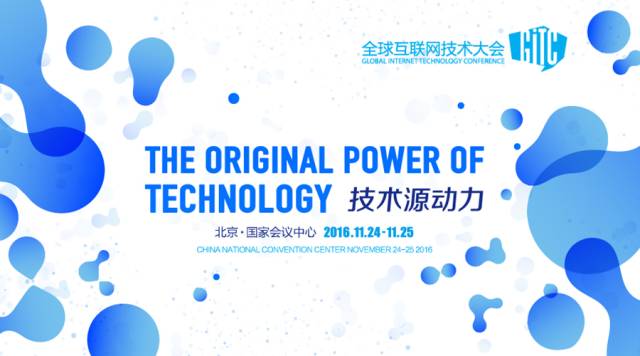 全球互联网技术大会
GITC
GLOBAL INTERNET TECHNOLOGY CONFERENCE
THE ORIGINAL POWER OF
TECHNOLOGY 技术源动力
北京·国家会议中心 2016.11.24-11.25
CHINA NATIONAL CONVENTION CENTER NOVEMBER 24-25 2016